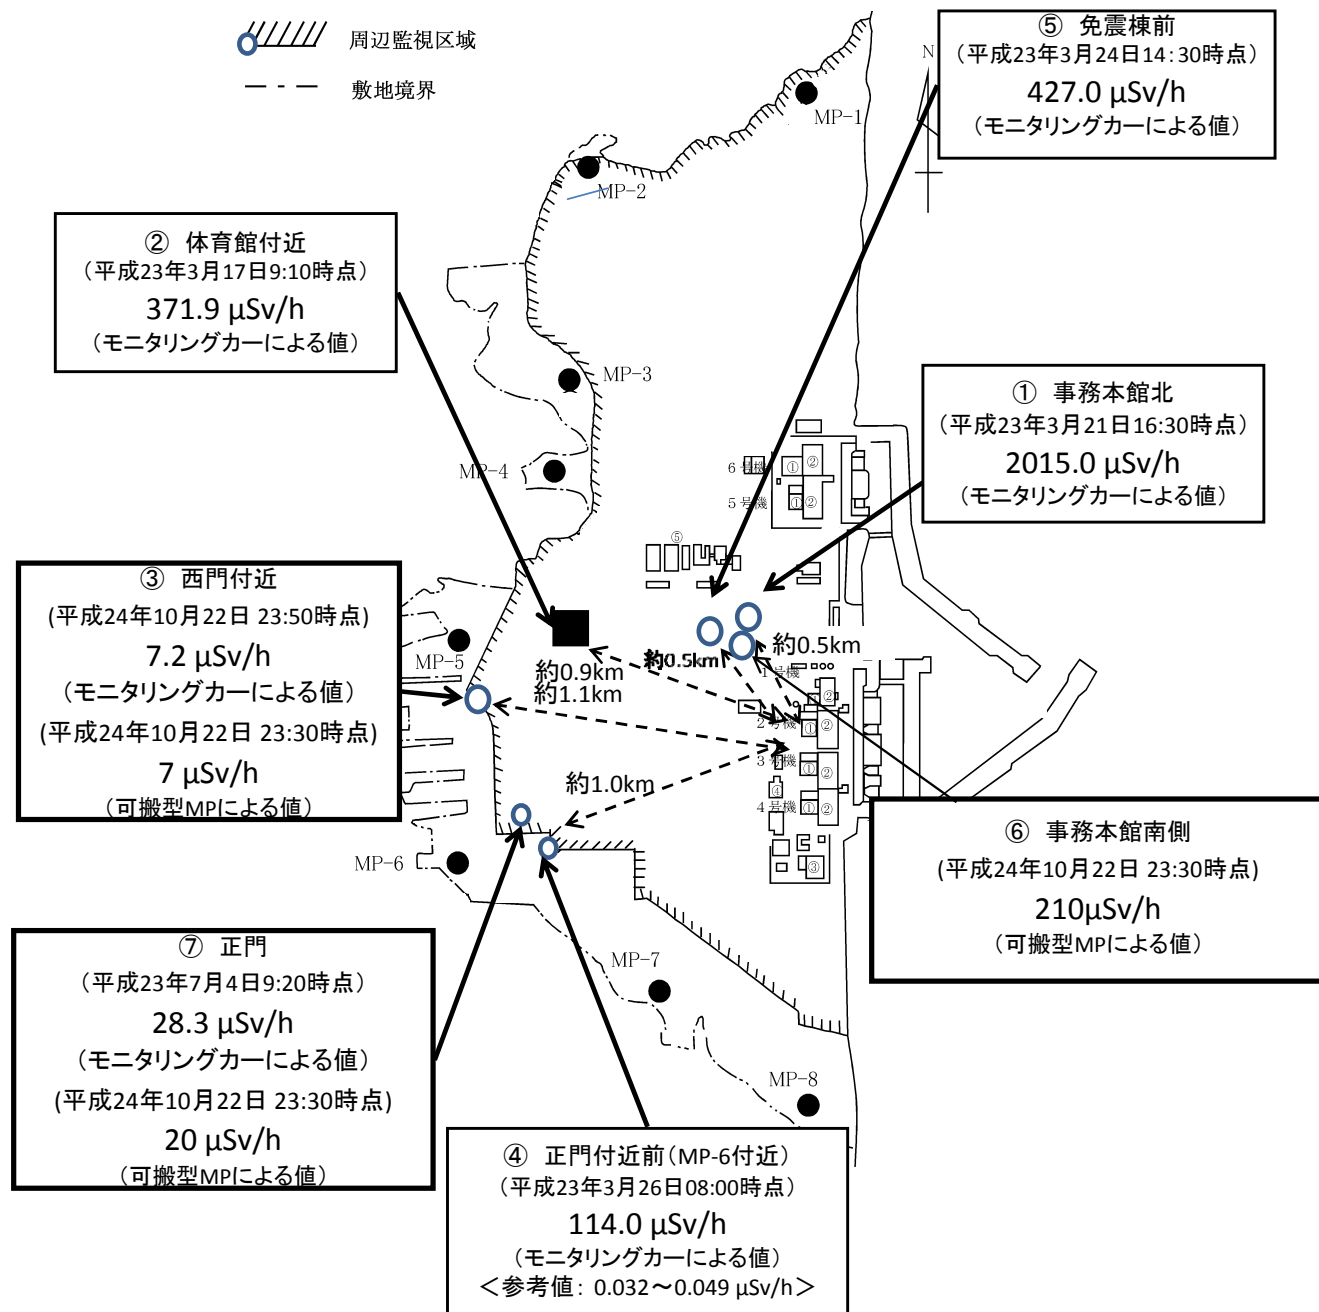 周辺監視区域
敷地境界
⑤ 免震棟前
（平成23年3月24日14:30時点）
427.0 μSv/h
（モニタリングカーによる値）
N
MP-1
MP-2
② 体育館付近
（平成23年3月17日9:10時点）
371.9 μSv/h
（モニタリングカーによる値）
MP-3
① 事務本館北
（平成23年3月21日16:30時点）
2015.0 μSv/h
（モニタリングカーによる値）
MP-4
6号機
①
②
5号機
①
②
⑤
③ 西門付近
(平成24年10月22日 23:50時点)
7.2 μSv/h
（モニタリングカーによる値）
(平成24年10月22日 23:30時点)
7 μSv/h
（可搬型MPによる値）
MP-5
約0.9km
約1.1km
約0.5km
約0.5km
1号機
②
2号機
①
②
3号機
①
②
④
4号機
①
②
③
約1.0km
MP-6
⑥ 事務本館南側
(平成24年10月22日 23:30時点)
210μSv/h
（可搬型MPによる値）
⑦ 正門
（平成23年7月4日9:20時点）
28.3 μSv/h
（モニタリングカーによる値）
(平成24年10月22日 23:30時点)
20 μSv/h
（可搬型MPによる値）
MP-7
MP-8
④ 正門付近前（MP-6付近）
（平成23年3月26日08:00時点）
114.0 μSv/h
（モニタリングカーによる値）
＜参考値：0.032～0.049 μSv/h＞